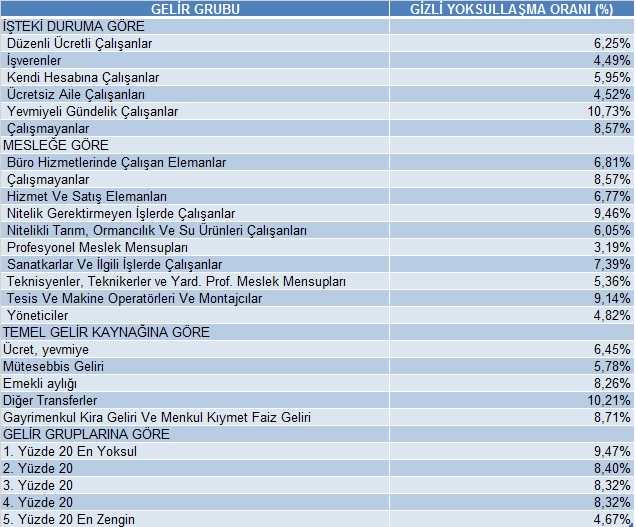 GELİR GRUBU GİZLİ YOKSULLAŞMA ORANI (%)
İŞTEKİ DURUMA GÖRE
Düzenli Ücretli Çalışanlar 6,25%
İşverenler 4,49%
Kendi Hesabına Çalışanlar 5,95%
Ücretsiz Aile Çalışanları 4,52%
Yevmiyeli Gündelik Çalışanlar 10,73%
Çalışmayanlar 8,57%
MESLEĞE GÖRE
Büro Hizmetlerinde Çalışan Elemanlar 6,81%
Çalışmayanlar 8,57%
Hizmet Ve Satış Elemanları 6,77%
Nitelik Gerektirmeyen İşlerde Çalışanlar 9,46%
Nitelikli Tarım, Ormancılık Ve Su Ürünleri Çalışanları 6,05%
Profesyonel Meslek Mensupları 3,19%
Sanatkarlar Ve İlgili İşlerde Çalışanlar 7,39%
Teknisyenler, Teknikerler ve Yard. Prof. Meslek Mensupları 5,36%
Tesis Ve Makine Operatörleri Ve Montajcılar 9,14%
Yöneticiler 4,82%
TEMEL GELİR KAYNAĞINA GÖRE
Ücret, yevmiye 6,45%
Mütesebbis Geliri 5,78%
Emekli aylığı 8,26%
Diğer Transferler 10,21%
Gayrimenkul Kira Geliri Ve Menkul Kıymet Faiz Geliri 8,71%
GELİR GRUPLARINA GÖRE
1. Yüzde 20 En Yoksul 9,47%
2. Yüzde 20 8,40%
3. Yüzde 20 8,32%
4. Yüzde 20 8,32%
5. Yüzde 20 En Zengin 4,67%